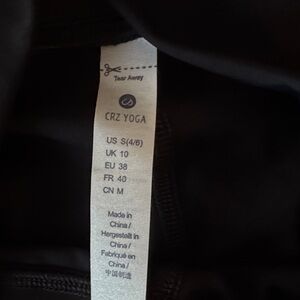 Tear Away
CRZ YOGA
US S(4/6)
UK 10
EU 38
FR 40
CN M
Made in
China/
Hergestellt in
China/
Fabriqué en
China/
中国制造